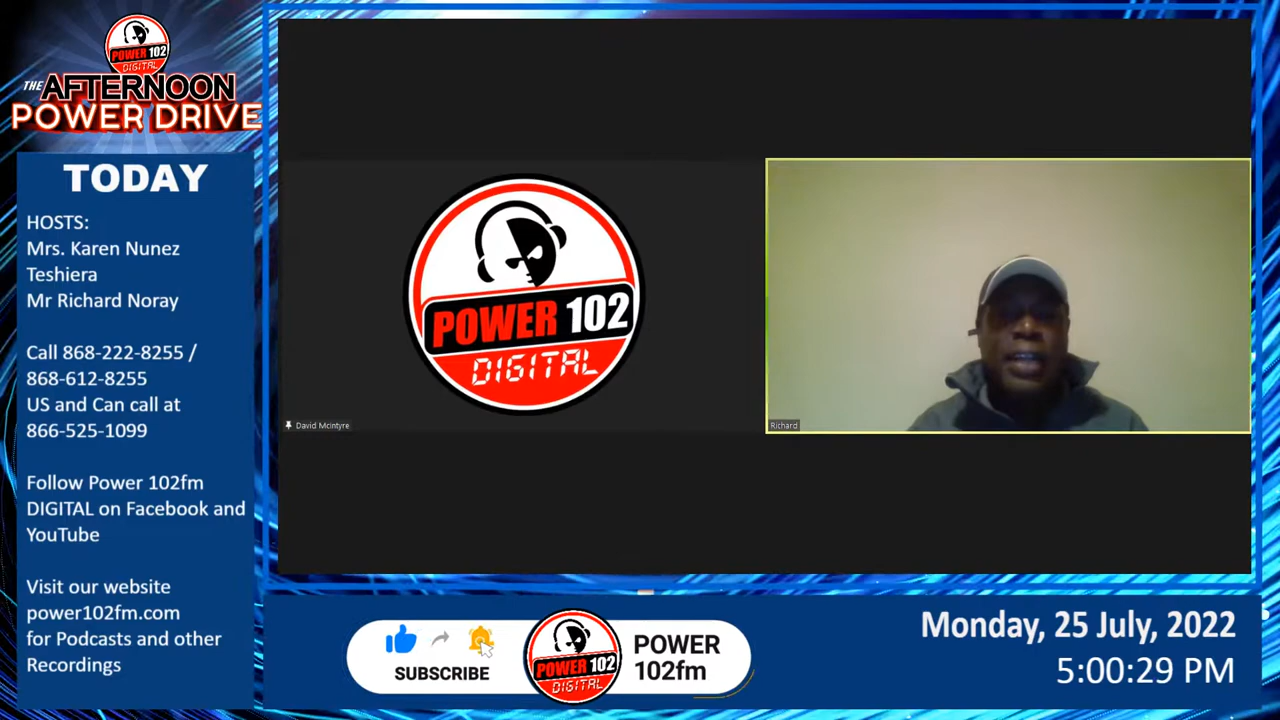 POWER 102
DIGITAL
THE
AFTERNOON
POWER DRIVE
TODAY
HOSTS:
Mrs. Karen Nunez
Teshiera
Mr Richard Noray
Call 868-222-8255 /
868-612-8255
US and Can call at
866-525-1099
Follow Power 102fm
DIGITAL on Facebook and
YouTube
Visit our website
power102fm.com
for Podcasts and other
Recordings
POWER 102
DIGITAL
David Mcintyre
Richard
SUBSCRIBE
POWER 102
DIGITAL
POWER
102fm
Monday, 25 July, 2022
5:00:29 PM